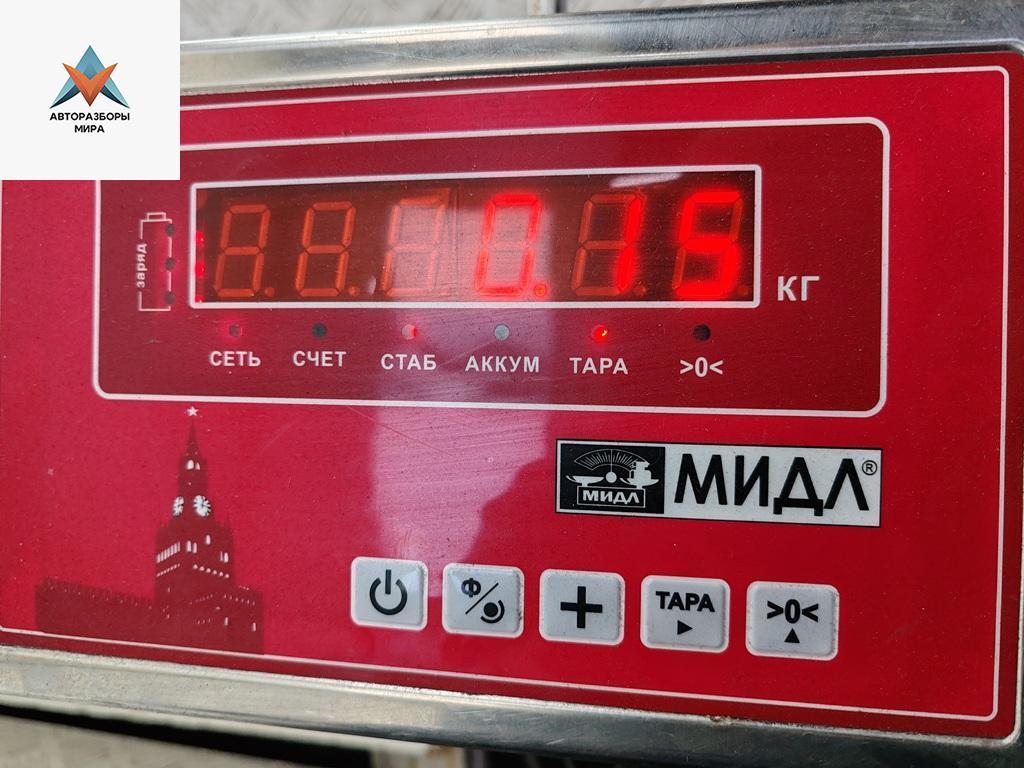 АВТОРАЗБОРЫ
МИРА
заряд
0.15
КГ
СЕТЬ СЧЕТ СТАБ АККУМ ТАРА >0<
МИДЛ МИДЛ®
Ф
ТАРА >0<